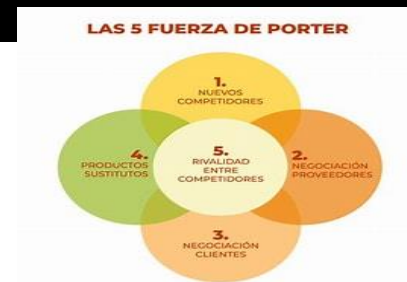 LAS 5 FUERZA DE PORTER
1.
NUEVOS
COMPETIDORES
2.
NEGOCIACIÓN
PROVEEDORES
3.
NEGOCIACIÓN
CLIENTES
4.
PRODUCTOS
SUSTITUTOS
5.
RIVALIDAD
ENTRE
COMPETIDORES